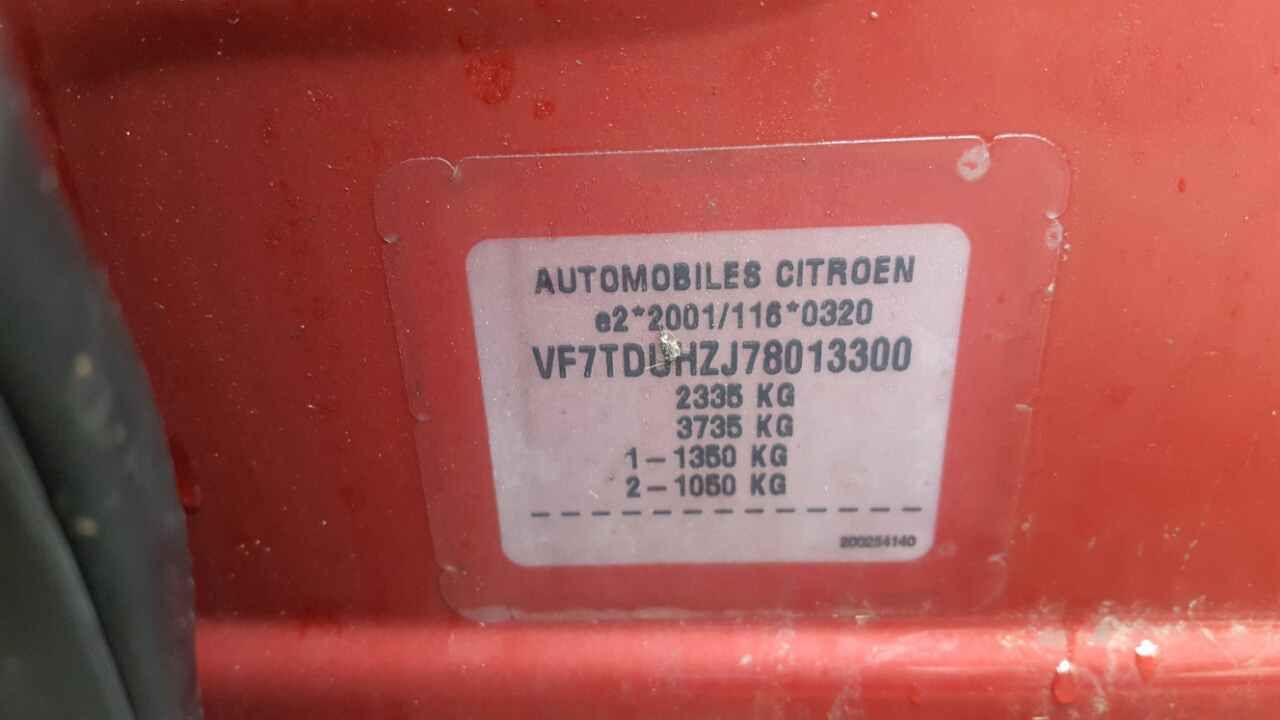 AUTOMOBILES CITROEN
e2*2001/116*0320
VF7TDUHZJ78013300
2335 KG
3735 KG
1-1350 KG
2-1050 KG
200254140